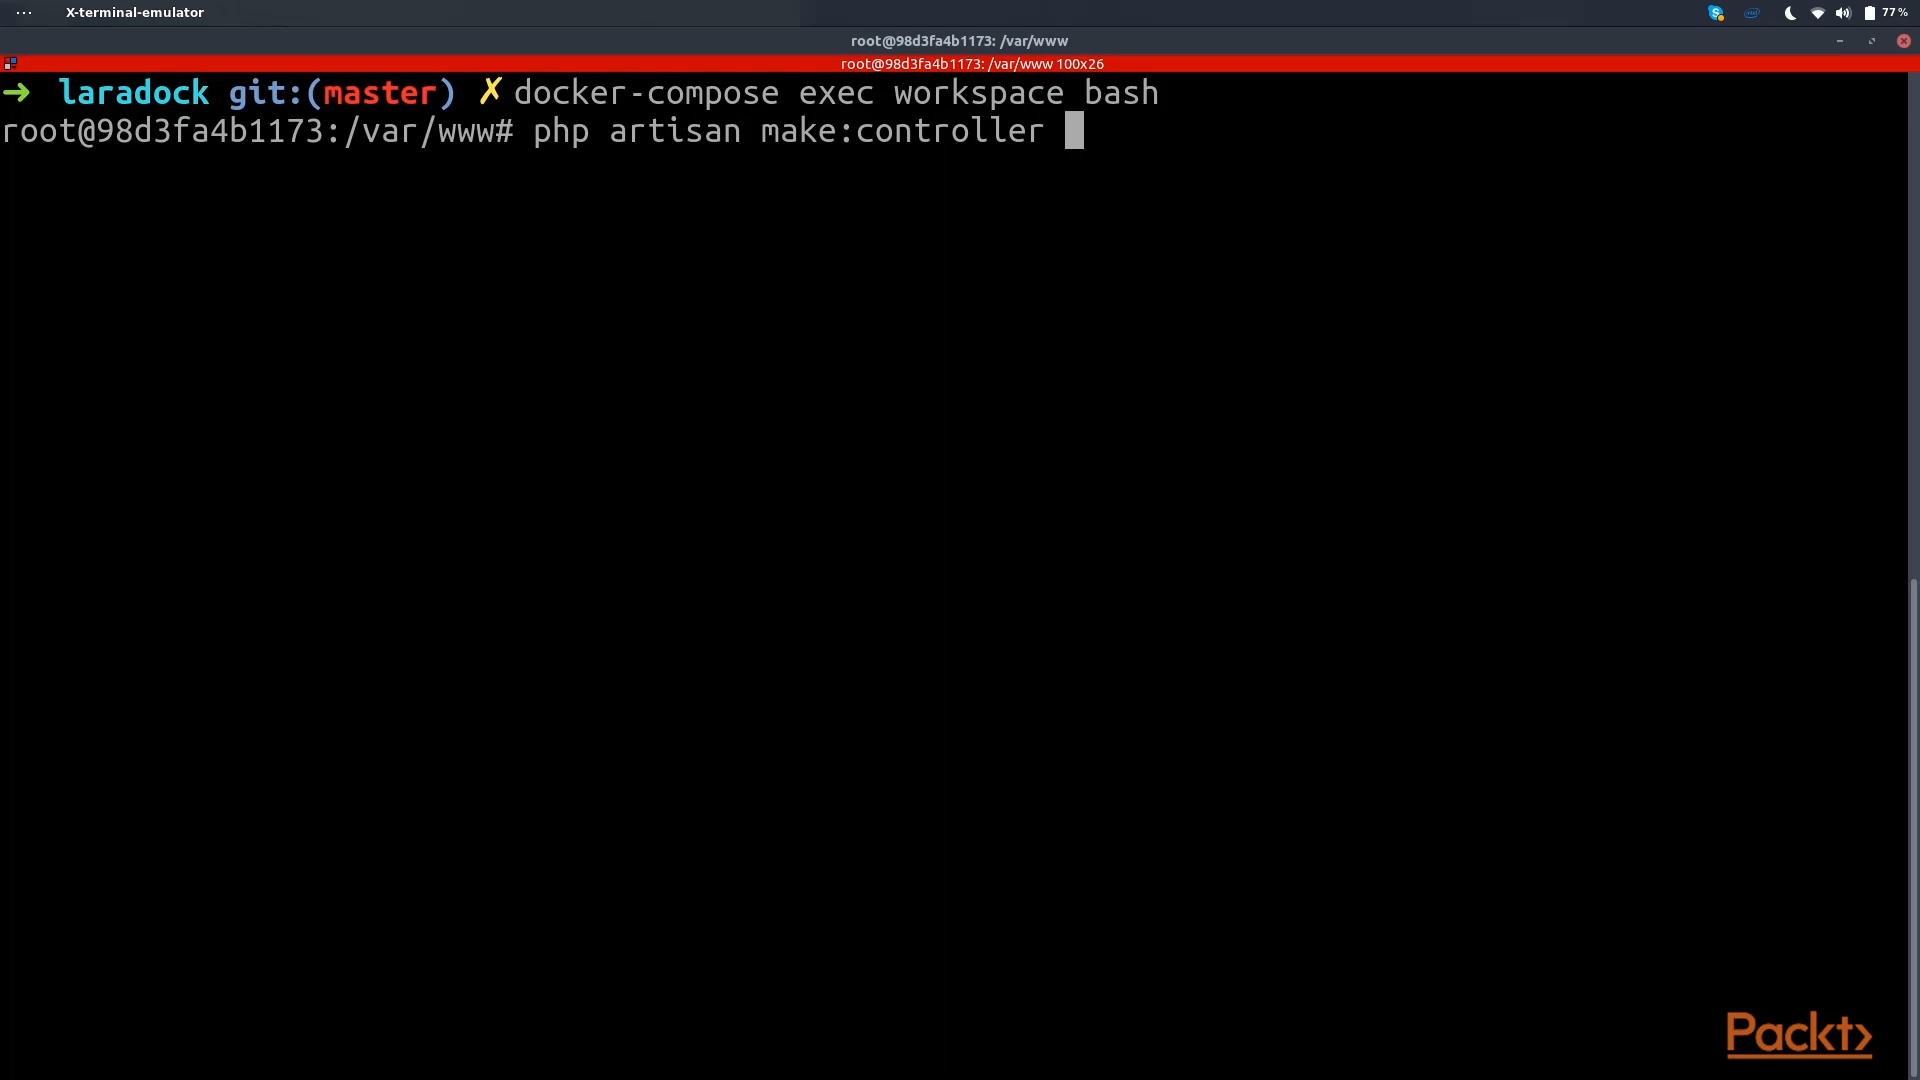 ··· X-terminal-emulator 77%
root@98d3fa4b1173: /var/www
root@98d3fa4b1173: /var/www 100x26
➜ laradock git:(master) ✗ docker-compose exec workspace bash
root@98d3fa4b1173:/var/www# php artisan make:controller
Packt>